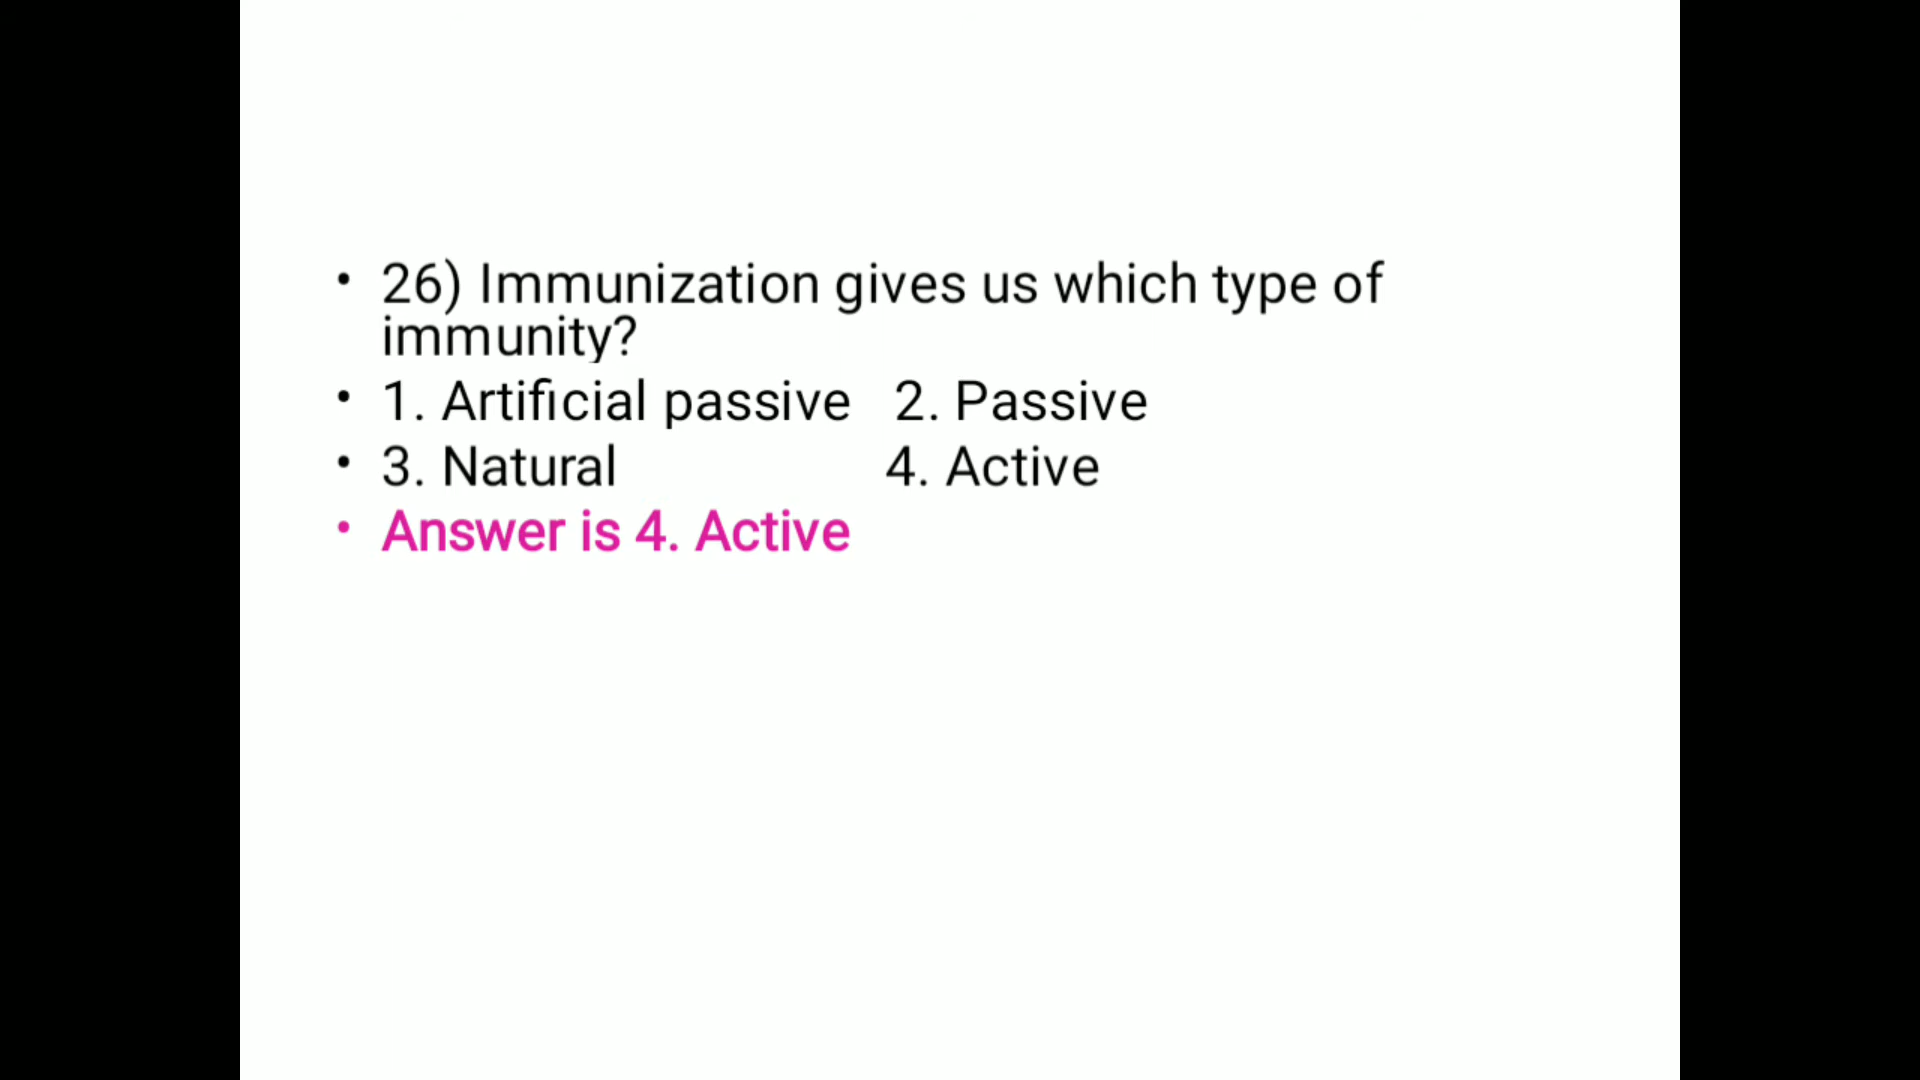 • 26) Immunization gives us which type of
immunity?
• 1. Artificial passive 2. Passive
• 3. Natural 4. Active
• Answer is 4. Active